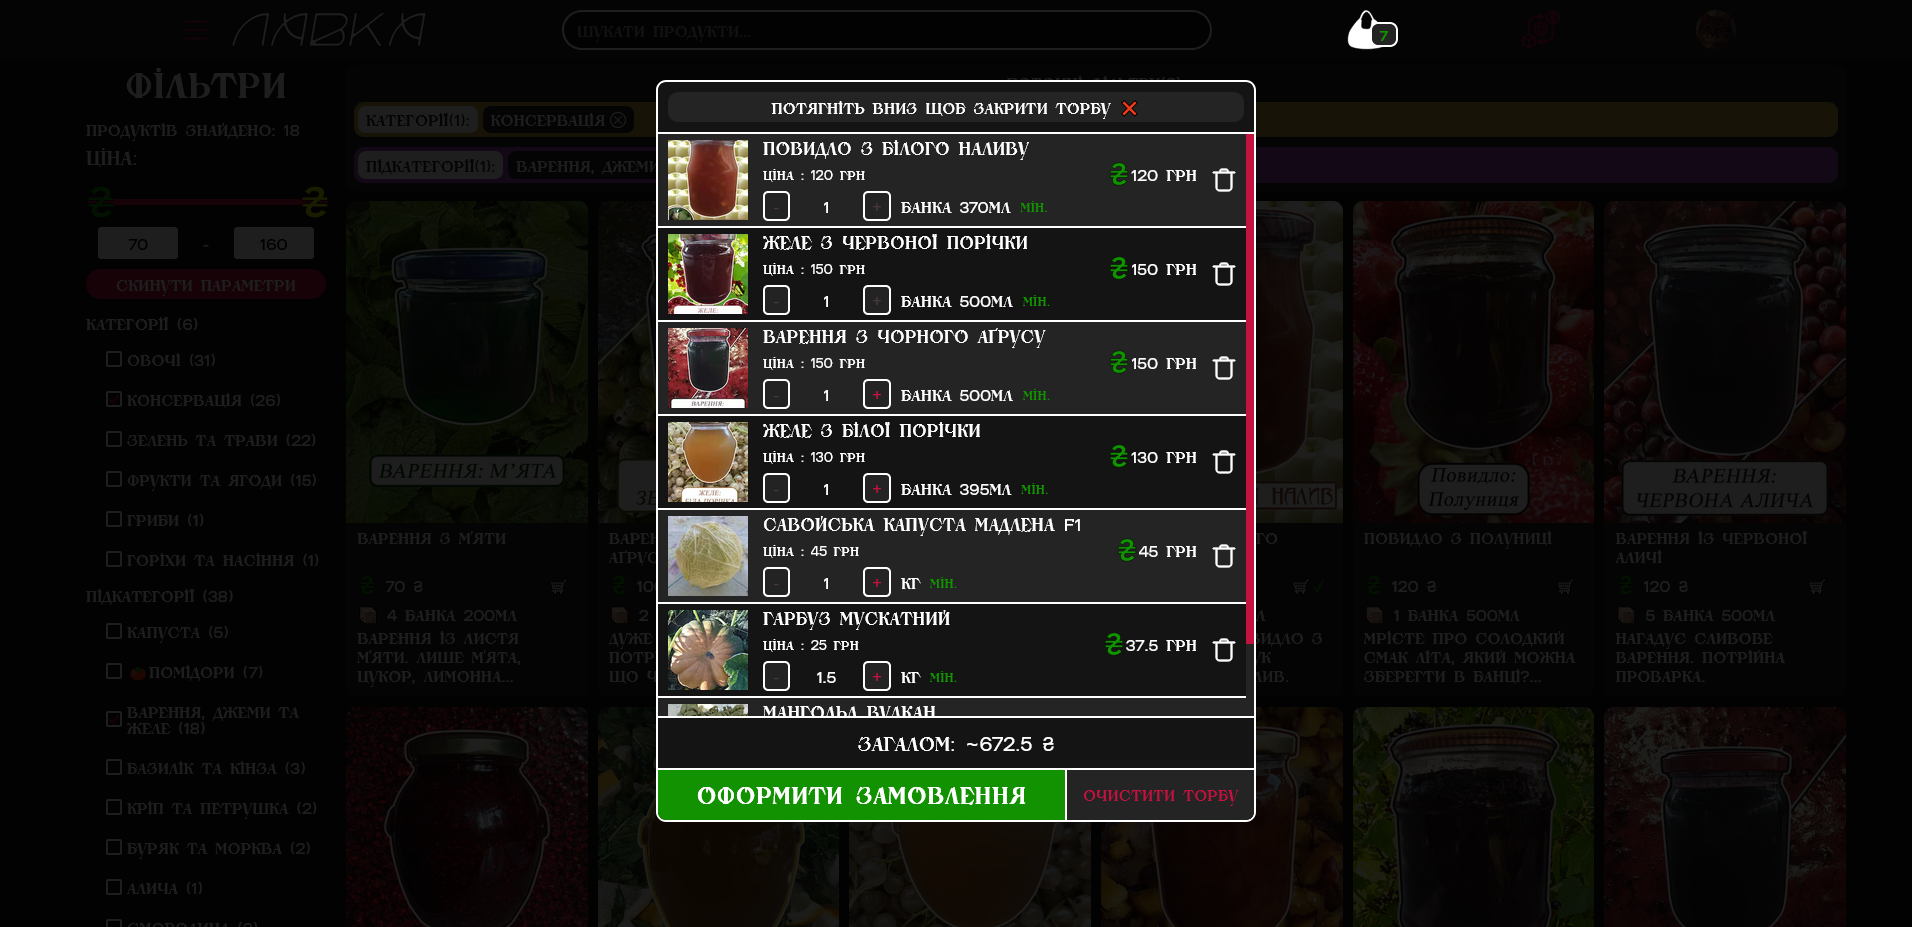 ЛАВКА
ШУКАТИ ПРОДУКТИ...
7
ФІЛЬТРИ
ПРОДУКТІВ ЗНАЙДЕНО: 18
ЦІНА:
₴ ₴
70 - 160
СКИНУТИ ПАРАМЕТРИ
КАТЕГОРІЇ (6)
ОВОЧІ (31)
КОНСЕРВАЦІЯ (26)
ЗЕЛЕНЬ ТА ТРАВИ (22)
ФРУКТИ ТА ЯГОДИ (15)
ГРИБИ (1)
ГОРІХИ ТА НАСІННЯ (1)
ПІДКАТЕГОРІЇ (38)
КАПУСТА (5)
ПОМІДОРИ (7)
ВАРЕННЯ, ДЖЕМИ ТА
ЖЕЛЕ (18)
БАЗИЛІК ТА КІНЗА (3)
КРІП ТА ПЕТРУШКА (2)
БУРЯК ТА МОРКВА (2)
АЛИЧА (1)
КАТЕГОРІЇ(1): КОНСЕРВАЦІЯ
ПІДКАТЕГОРІЇ(1): ВАРЕННЯ, ДЖЕМИ
ВАРЕННЯ: М'ЯТА
ВАРЕННЯ З М'ЯТИ
₴ 70 ₴
4 БАНКА 200МЛ
ВАРЕННЯ ІЗ ЛИСТЯ
М'ЯТИ. ЛИШЕ М'ЯТА,
ЦУКОР, ЛИМОННА...
ПОТЯГНІТЬ ВНИЗ ЩОБ ЗАКРИТИ ТОРБУ
ПОВИДЛО З БІЛОГО НАЛИВУ
ЦІНА : 120 ГРН
₴ 120 ГРН
- 1 + БАНКА 370МЛ МІН.
ЖЕЛЕ З ЧЕРВОНОЇ ПОРІЧКИ
ЦІНА : 150 ГРН
₴ 150 ГРН
- 1 + БАНКА 500МЛ МІН.
ЖЕЛЕ:
ВАРЕННЯ З ЧОРНОГО АҐРУСУ
ЦІНА : 150 ГРН
₴ 150 ГРН
- 1 + БАНКА 500МЛ МІН.
ВАРЕННЯ:
ЖЕЛЕ З БІЛОЇ ПОРІЧКИ
ЦІНА : 130 ГРН
₴ 130 ГРН
- 1 + БАНКА 395МЛ МІН.
ЖЕЛЕ:
БІЛА ПОРІЧКА
САВОЙСЬКА КАПУСТА МАДЛЕНА F1
ЦІНА : 45 ГРН
₴ 45 ГРН
- 1 + КГ МІН.
ГАРБУЗ МУСКАТНИЙ
ЦІНА : 25 ГРН
₴ 37.5 ГРН
- 1.5 + КГ МІН.
МАНГОЛЬД ВУЛКАН
ЗАГАЛОМ: ~672.5 ₴
ОФОРМИТИ ЗАМОВЛЕННЯ
ОЧИСТИТИ ТОРБУ
НАЛИВ
Повидло:
Полуниця
ПОВИДЛО З ПОЛУНИЦІ
₴ 120 ₴
1 БАНКА 500МЛ
МРІЄТЕ ПРО СОЛОДКИЙ
СМАК ЛІТА, ЯКИЙ МОЖНА
ЗБЕРЕГТИ В БАНЦІ?...
ВАРЕННЯ:
ЧЕРВОНА АЛИЧА
ВАРЕННЯ ІЗ ЧЕРВОНОЇ
АЛИЧІ
₴ 120 ₴
5 БАНКА 500МЛ
НАГАДУЄ СЛИВОВЕ
ВАРЕННЯ. ПОТРІЙНА
ПРОВАРКА.